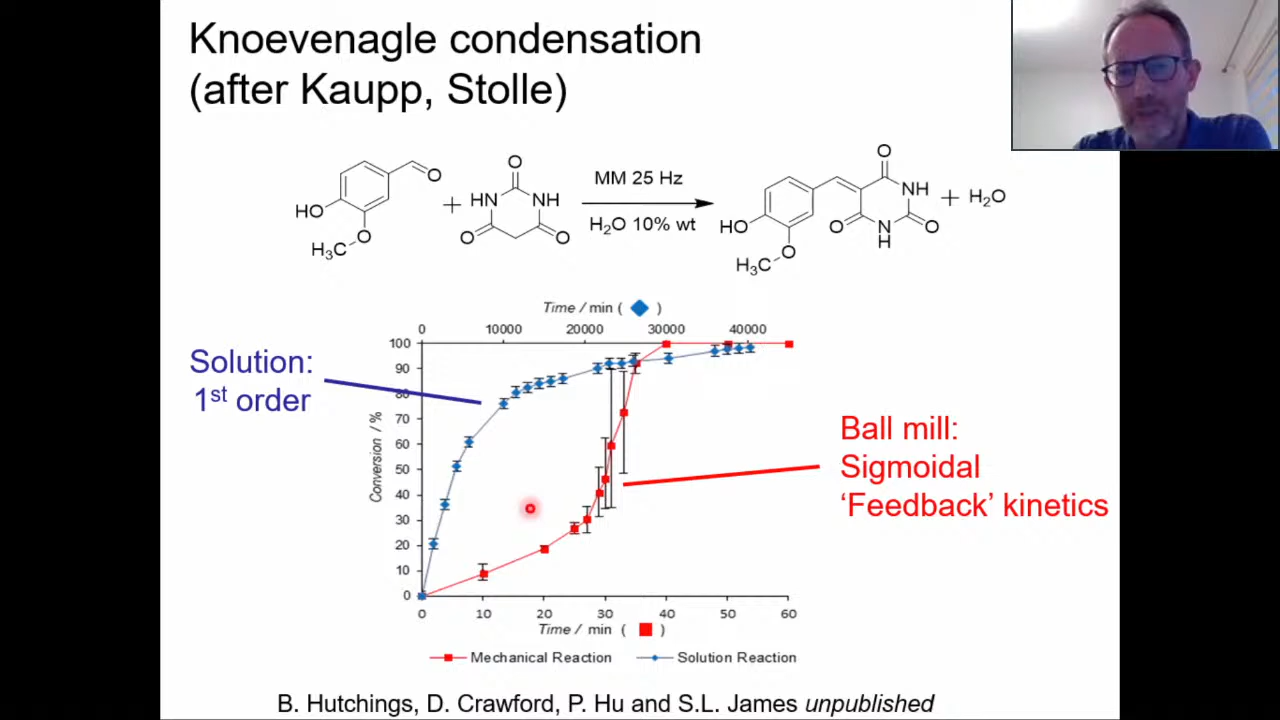 Knoevenagle condensation
(after Kaupp, Stolle)
O
HO
O
H₃C
+
O
HN
NH
O
O
MM 25 Hz
H₂O 10% wt
O
NH
O
N
H
O
HO
O
H₃C
+ H₂O
Time / min ( )
0 10000 20000 30000 40000
Solution:
1st order
Conversion / %
100
90
80
70
60
50
40
30
20
10
0
Ball mill:
Sigmoidal
‘Feedback’ kinetics
0 10 20 30 40 50 60
Time / min ( )
Mechanical Reaction Solution Reaction
B. Hutchings, D. Crawford, P. Hu and S.L. James unpublished